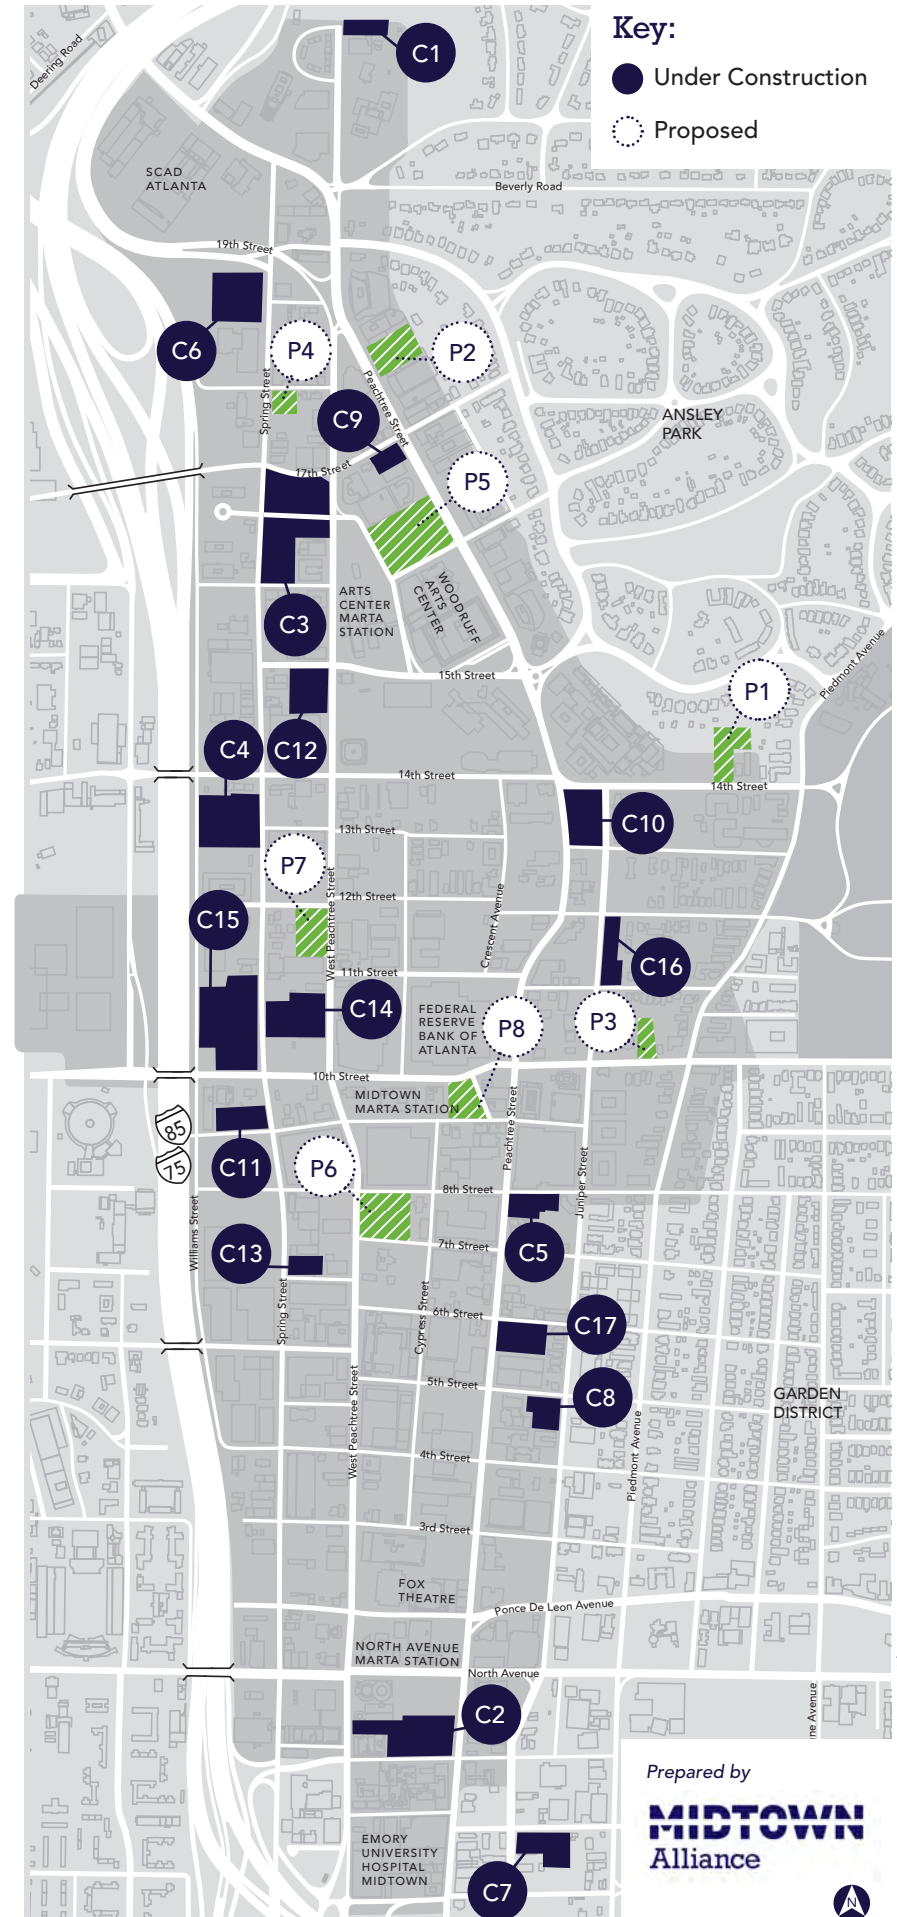 Key:
Under Construction
Proposed
C1
Deering Road
SCAD
ATLANTA
Beverly Road
19th Street
C6
P4
P2
Spring Street
Peachtree Street
C9
ANSLEY
PARK
17th Street
P5
WOODRUFF
ARTS
CENTER
ARTS
CENTER
MARTA
STATION
C3
15th Street
Piedmont Avenue
P1
C4
C12
14th Street
14th Street
C10
13th Street
P7
12th Street
West Peachtree Street
Crescent Avenue
C15
C16
11th Street
C14
FEDERAL
RESERVE
BANK OF
ATLANTA
P8
P3
10th Street
MIDTOWN
MARTA STATION
Peachtree Street
85
75
C11
P6
Juniper Street
8th Street
Williams Street
C13
7th Street
C5
Spring Street
Cypress Street
6th Street
C17
5th Street
C8
GARDEN
DISTRICT
West Peachtree Street
Piedmont Avenue
4th Street
3rd Street
FOX
THEATRE
Ponce De Leon Avenue
NORTH AVENUE
MARTA STATION
North Avenue
ne Avenue
C2
Prepared by
MIDTOWN
Alliance
EMORY
UNIVERSITY
HOSPITAL
MIDTOWN
C7
N